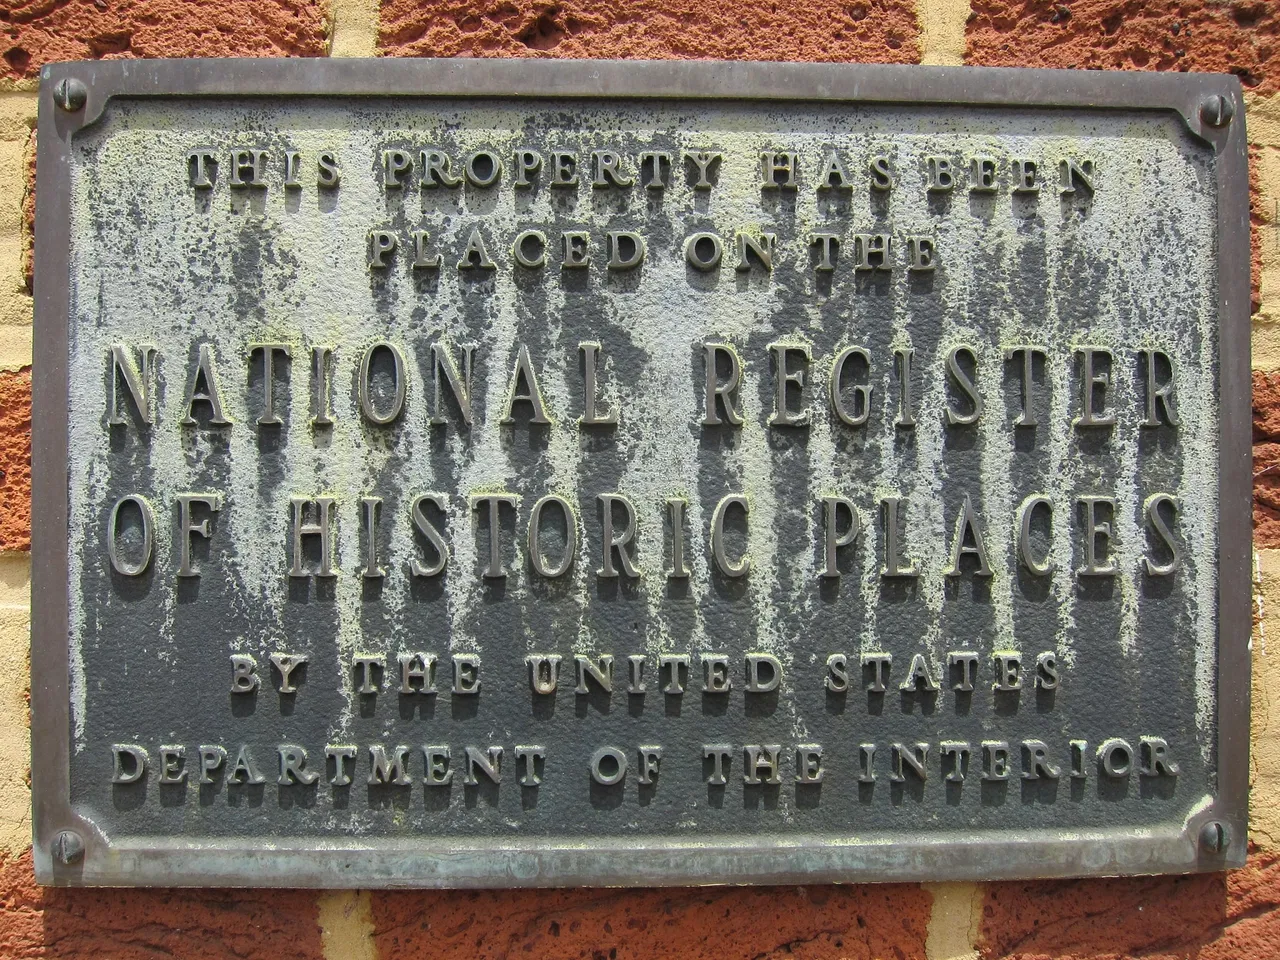 THIS PROPERTY HAS BEEN
PLACED ON THE
NATIONAL REGISTER
OF HISTORIC PLACES
BY THE UNITED STATES
DEPARTMENT OF THE INTERIOR